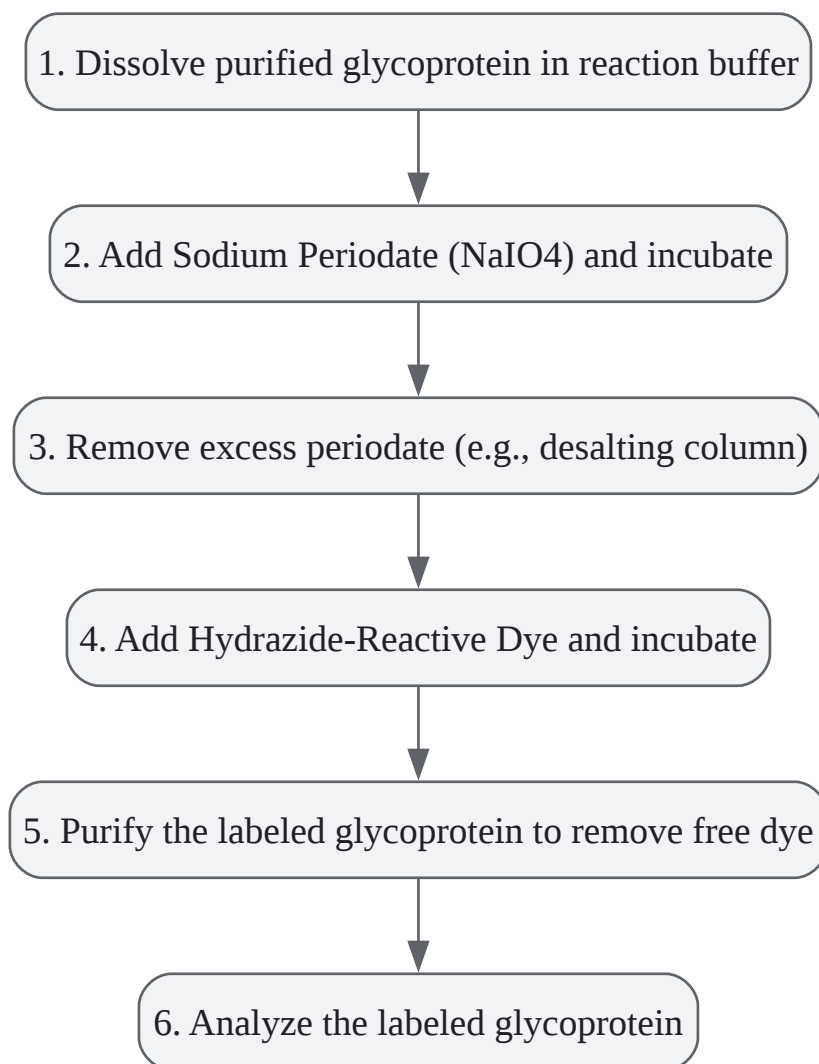 1. Dissolve purified glycoprotein in reaction buffer
2. Add Sodium Periodate (NaIO4) and incubate
3. Remove excess periodate (e.g., desalting column)
4. Add Hydrazide-Reactive Dye and incubate
5. Purify the labeled glycoprotein to remove free dye
6. Analyze the labeled glycoprotein